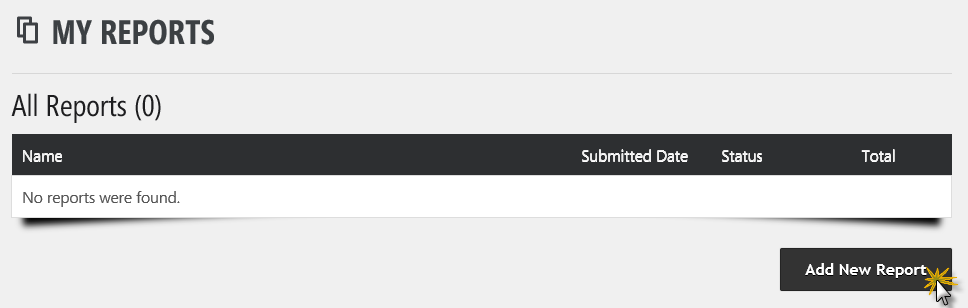 MY REPORTS
All Reports (0)
Name Submitted Date Status Total
No reports were found.
Add New Report